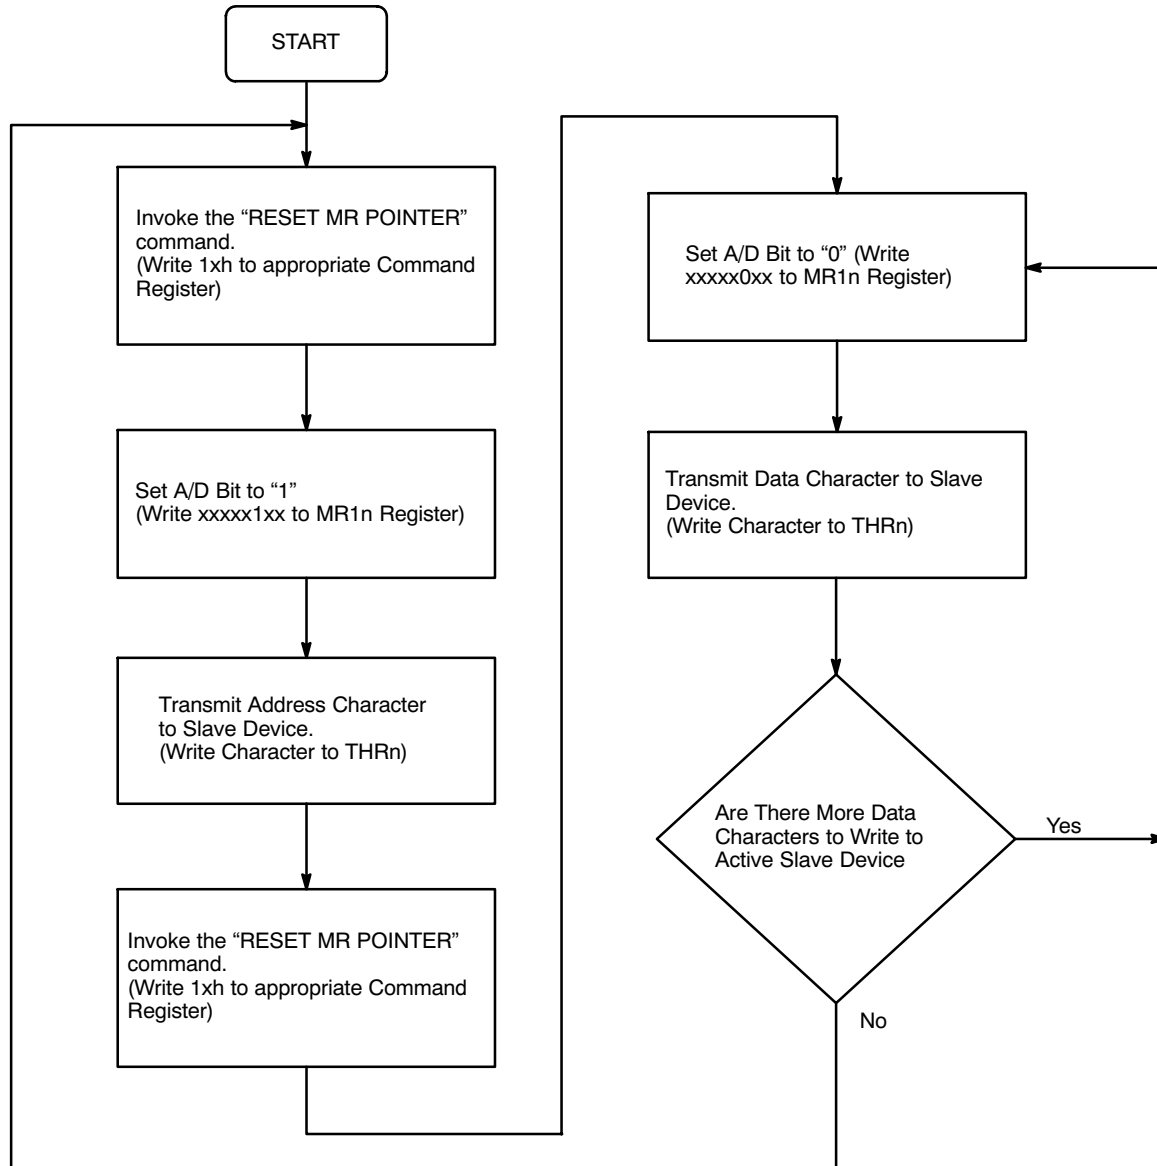 START
Invoke the “RESET MR POINTER”
command.
(Write 1xh to appropriate Command
Register)
Set A/D Bit to “1”
(Write xxxxx1xx to MR1n Register)
Transmit Address Character
to Slave Device.
(Write Character to THRn)
Invoke the “RESET MR POINTER”
command.
(Write 1xh to appropriate Command
Register)
Set A/D Bit to “0” (Write
xxxxx0xx to MR1n Register)
Transmit Data Character to Slave
Device.
(Write Character to THRn)
Are There More Data
Characters to Write to
Active Slave Device
Yes
No